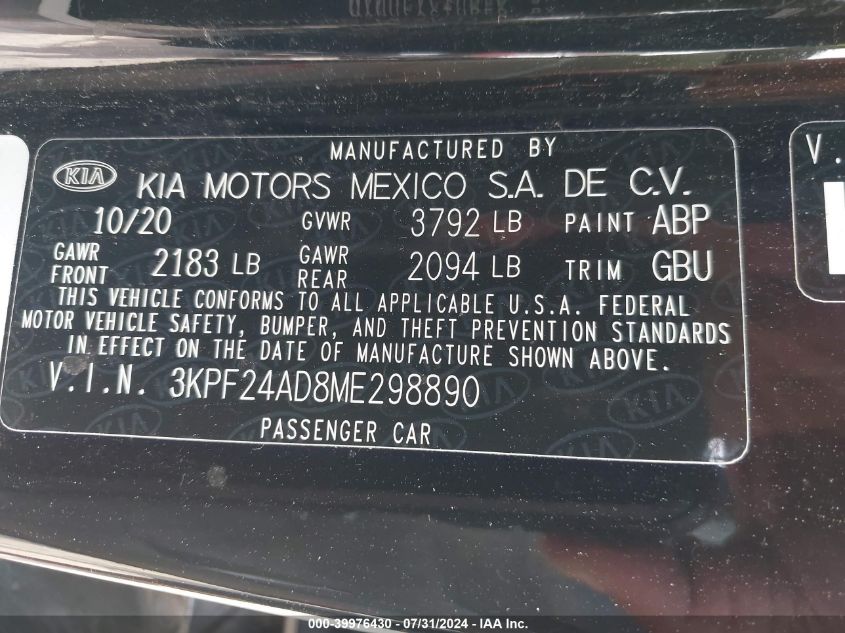 MANUFACTURED BY
KIA KIA MOTORS MEXICO S.A. DE C.V.
10/20 GVWR 3792 LB PAINT ABP
GAWR FRONT 2183 LB GAWR REAR 2094 LB TRIM GBU
THIS VEHICLE CONFORMS TO ALL APPLICABLE U.S.A. FEDERAL
MOTOR VEHICLE SAFETY, BUMPER, AND THEFT PREVENTION STANDARDS
IN EFFECT ON THE DATE OF MANUFACTURE SHOWN ABOVE.
V.I.N. 3KPF24AD8ME298890
PASSENGER CAR
V.
000-39976430 - 07/31/2024 - IAA Inc.